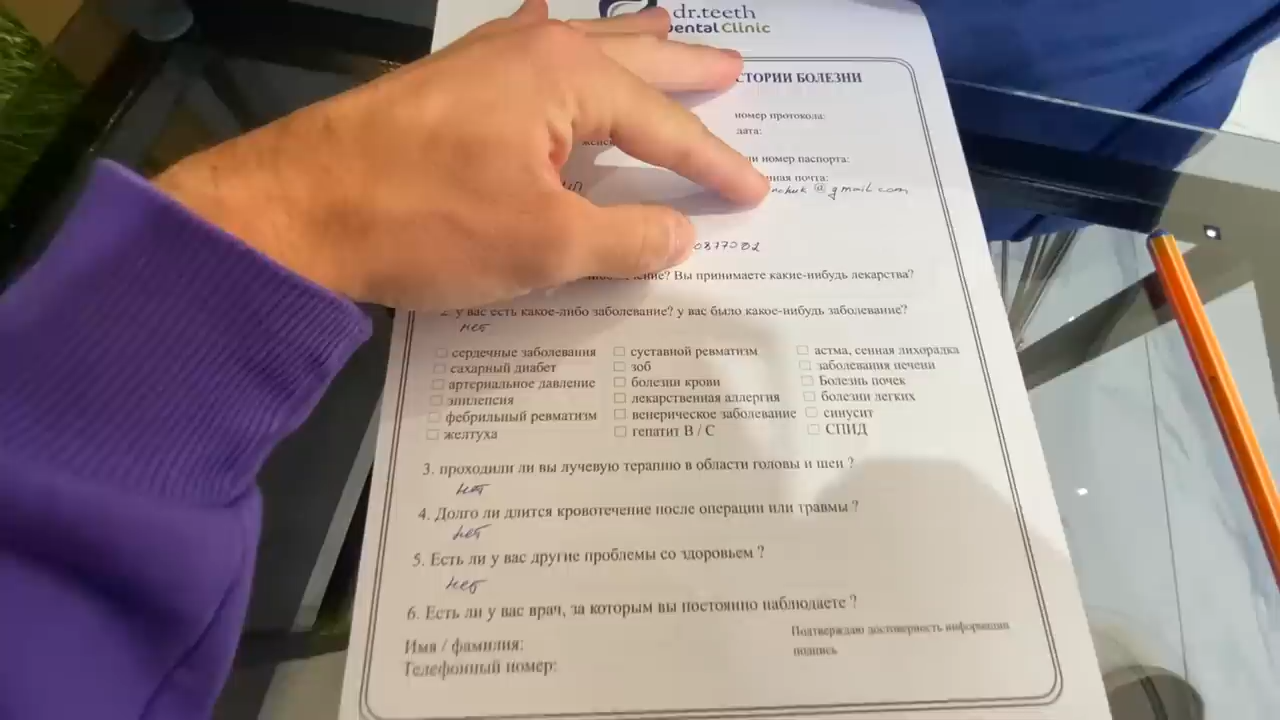 dr.teeth
Dental Clinic
СТОРИИ БОЛЕЗНИ
номер протокола:
дата:
номер паспорта:
почта:
nchuk @ gmail com
Вы принимаете какие-нибудь лекарства?
2. у вас есть какое-либо заболевание? у вас было какое-нибудь заболевание?
нет
сердечные заболевания суставной ревматизм астма, сенная лихорадка
сахарный диабет зоб заболевания печени
артериальное давление болезни крови Болезнь почек
эпилепсия лекарственная аллергия болезни легких
фебрильный ревматизм венерическое заболевание синусит
желтуха гепатит В / С СПИД
3. проходили ли вы лучевую терапию в области головы и шеи ?
нет
4. Долго ли длится кровотечение после операции или травмы ?
нет
5. Есть ли у вас другие проблемы со здоровьем ?
нет
6. Есть ли у вас врач, за которым вы постоянно наблюдаете ?
Имя / фамилия:
Телефонный номер:
Подтверждаю достоверность информации
подпись